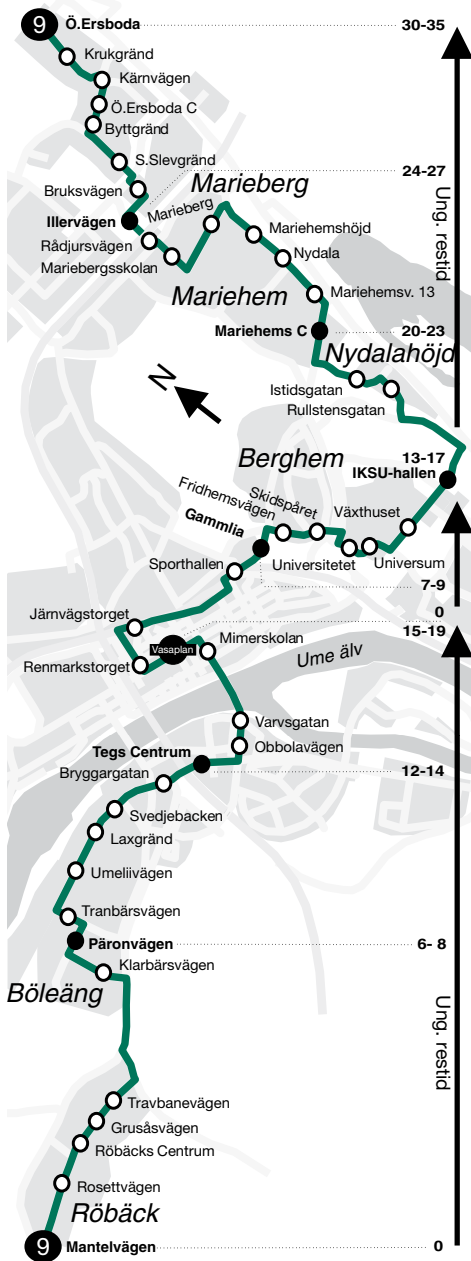 9 Ö.Ersboda 30-35
Krukgränd
Kärnvägen
Ö.Ersboda C
Byttgränd
S.Slevgränd
24-27
Marieberg
Bruksvägen
Marieberg
Illervägen
Rådjursvägen
Mariebergsskolan
Mariehemshöjd
Nydala
Ung. restid
Mariehem
Mariehemsv. 13
Mariehems C 20-23
Nydalahöjd
Istidsgatan
Rullstensgatan
N
Berghem
13-17
IKSU-hallen
Fridhemsvägen
Skidspåret
Växthuset
Gammlia
Sporthallen
Universitetet
Universum
7-9
0
Järnvägstorget
15-19
Vasaplan
Mimerskolan
Renmarkstorget
Ume älv
Varvsgatan
Obbolavägen
Tegs Centrum
12-14
Bryggargatan
Svedjebacken
Laxgränd
Umeliivägen
Tranbärsvägen
Päronvägen 6- 8
Klarbärsvägen
Böleäng
Ung. restid
Travbanevägen
Grusåsvägen
Röbäcks Centrum
Rosettvägen
Röbäck
9 Mantelvägen 0